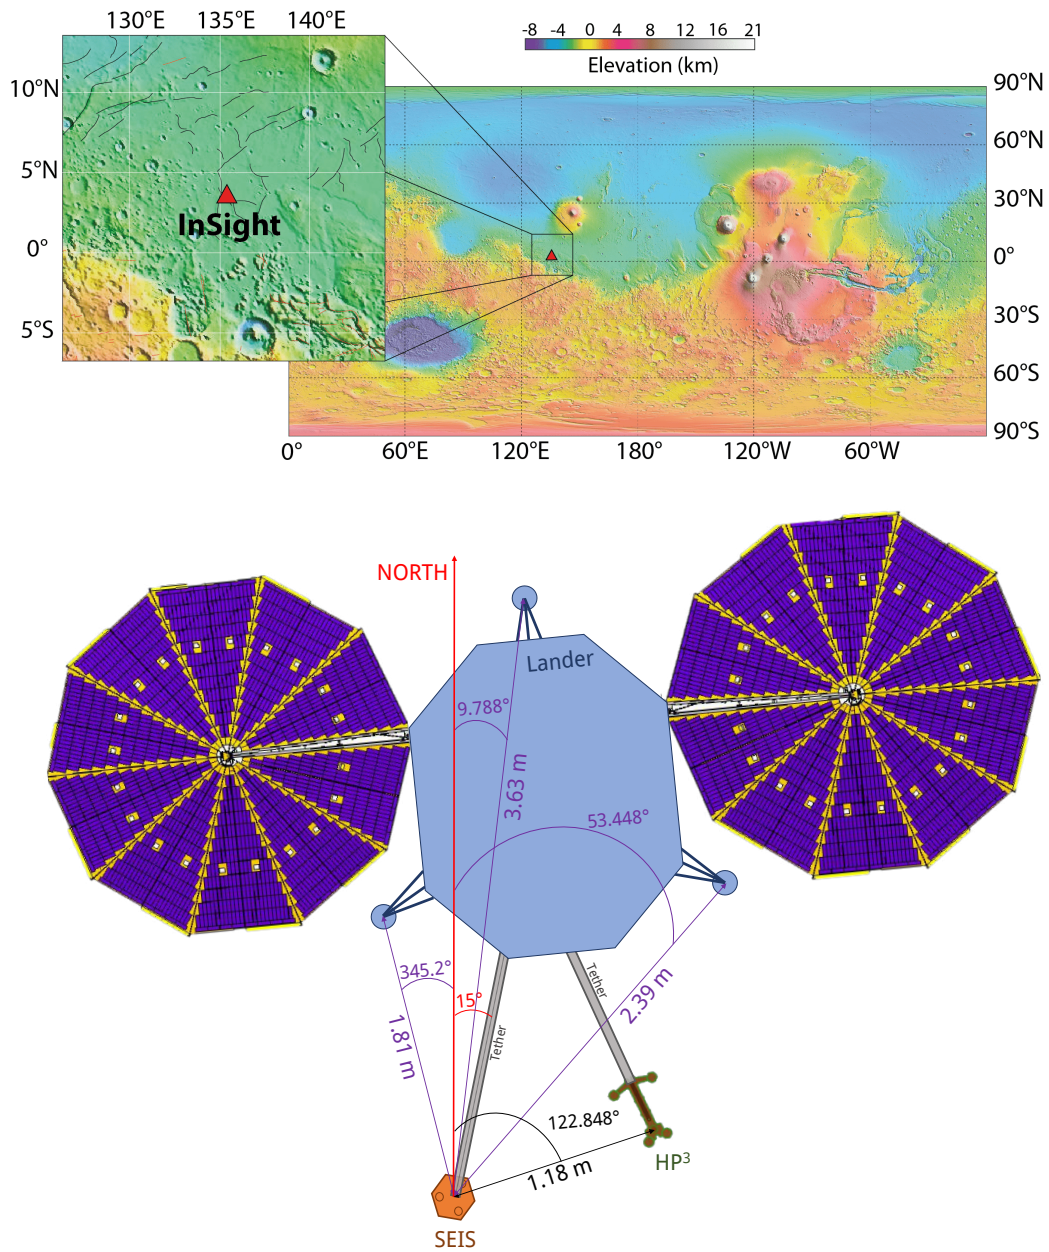 130°E 135°E 140°E
-8 -4 0 2 4 8 12 16 21
Elevation (km)
10°N
5°N
0°
5°S
InSight
90°N
60°N
30°N
0°
30°S
60°S
90°S
0° 60°E 120°E 180° 120°W 60°W
NORTH
Lander
9.788°
3.63 m
53.448°
345.2°
15°
1.81 m
Tether
Tether
2.39 m
122.848°
1.18 m
HP³
SEIS